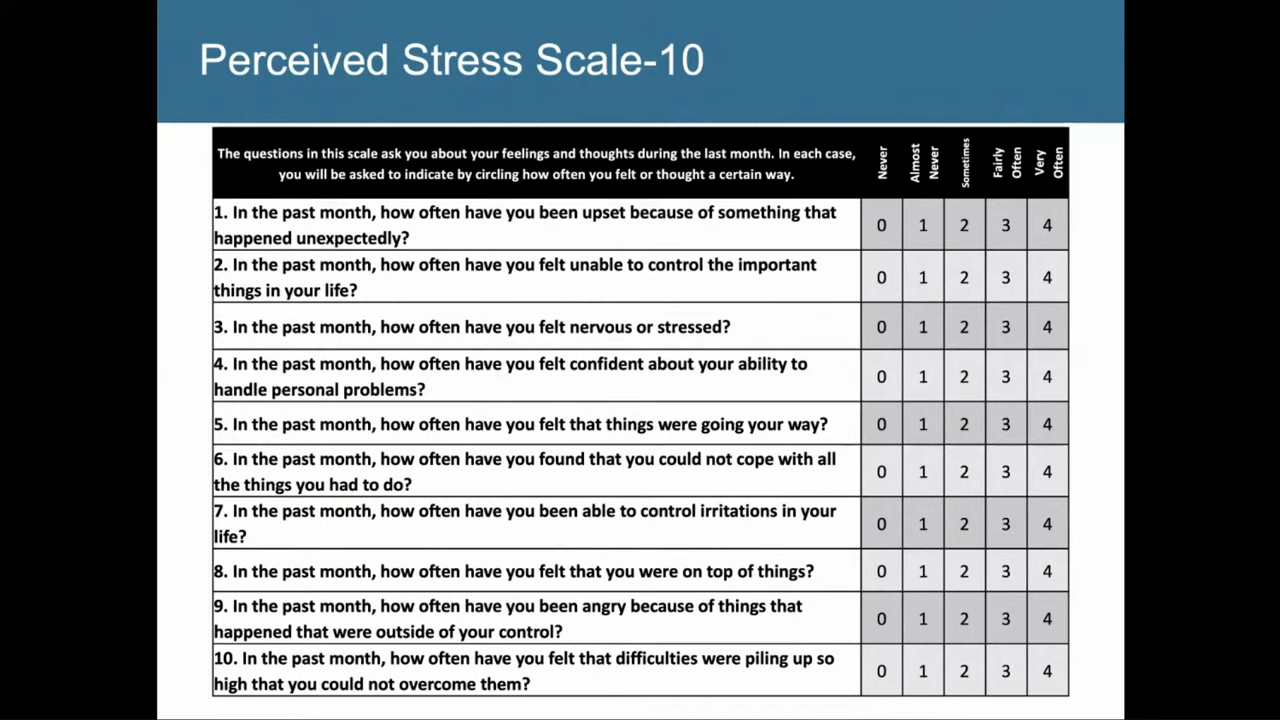 Perceived Stress Scale-10
The questions in this scale ask you about your feelings and thoughts during the last month. In each case,
you will be asked to indicate by circling how often you felt or thought a certain way.
Never
Almost
Never
Sometimes
Fairly
Often
Very
Often
1. In the past month, how often have you been upset because of something that
happened unexpectedly?
0 1 2 3 4
2. In the past month, how often have you felt unable to control the important
things in your life?
0 1 2 3 4
3. In the past month, how often have you felt nervous or stressed?
0 1 2 3 4
4. In the past month, how often have you felt confident about your ability to
handle personal problems?
0 1 2 3 4
5. In the past month, how often have you felt that things were going your way?
0 1 2 3 4
6. In the past month, how often have you found that you could not cope with all
the things you had to do?
0 1 2 3 4
7. In the past month, how often have you been able to control irritations in your
life?
0 1 2 3 4
8. In the past month, how often have you felt that you were on top of things?
0 1 2 3 4
9. In the past month, how often have you been angry because of things that
happened that were outside of your control?
0 1 2 3 4
10. In the past month, how often have you felt that difficulties were piling up so
high that you could not overcome them?
0 1 2 3 4